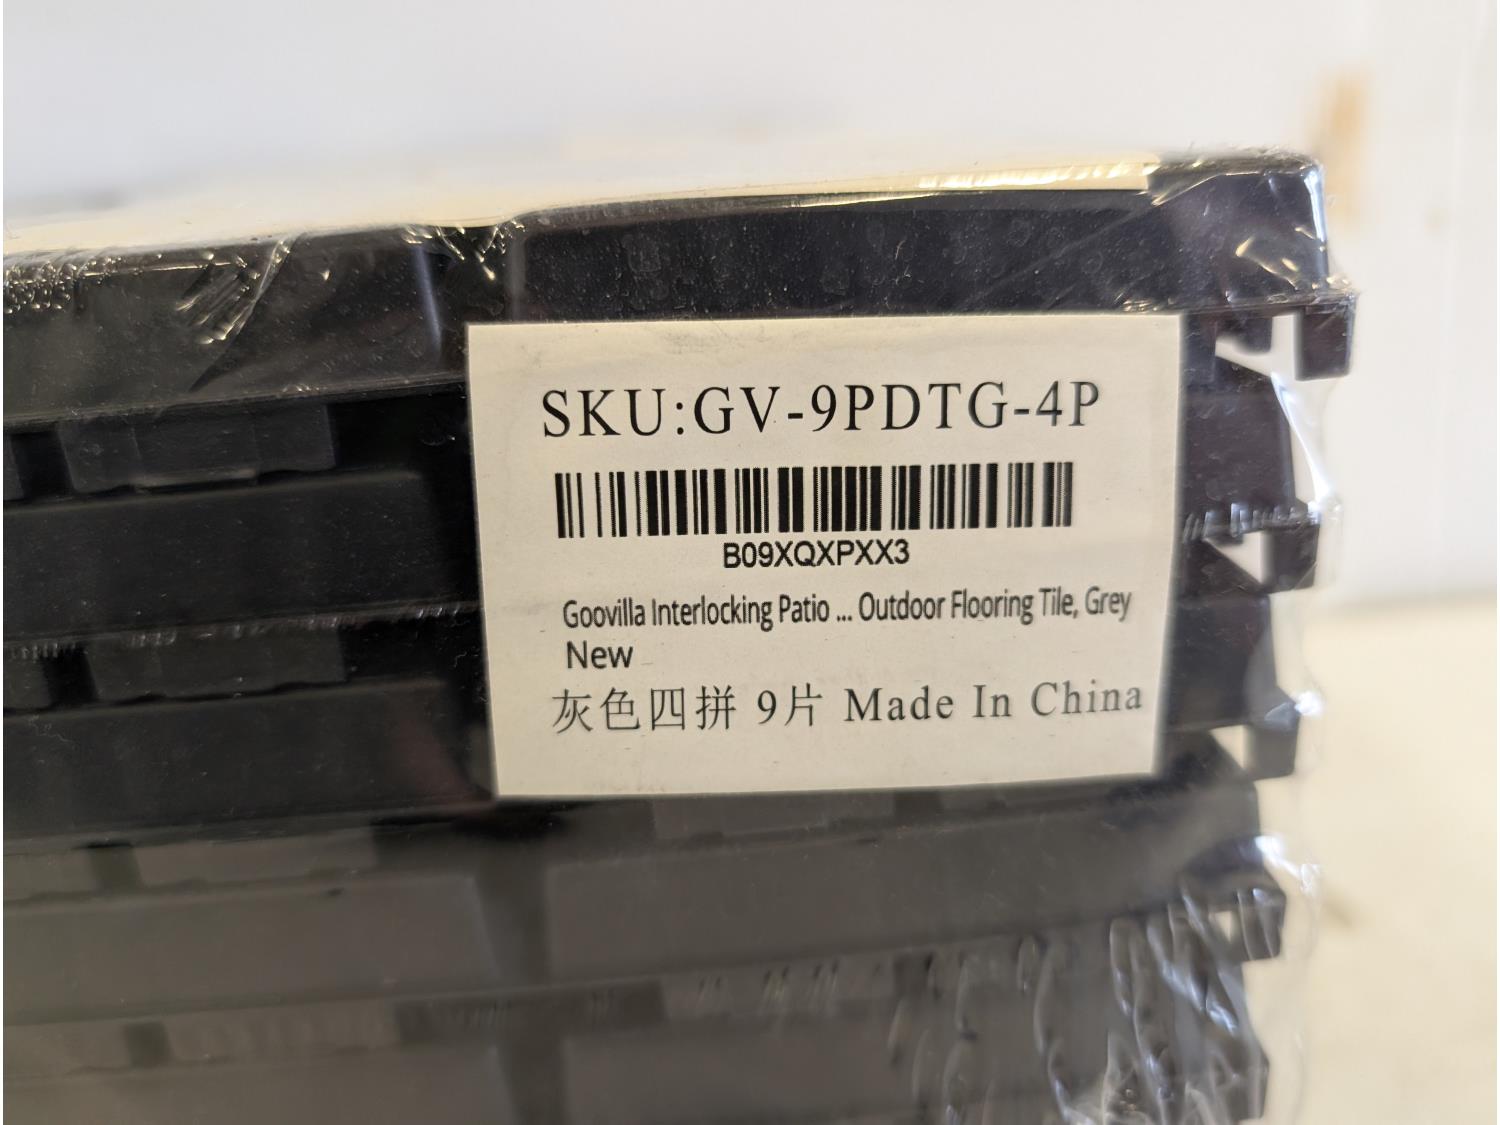 SKU:GV-9PDTG-4P
B09XQXPXX3
Goovilla Interlocking Patio ... Outdoor Flooring Tile, Grey
New
灰色四拼 9片 Made In China